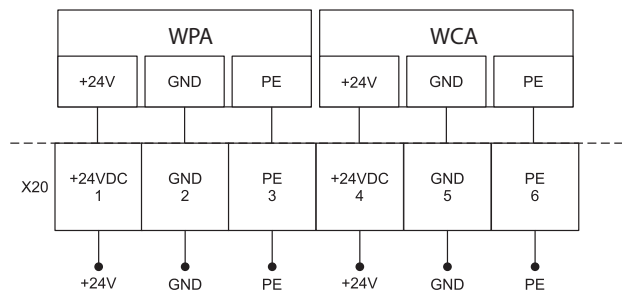 WPA WCA
+24V GND PE +24V GND PE
X20 +24VDC GND PE +24VDC GND PE
1 2 3 4 5 6
+24V GND PE +24V GND PE